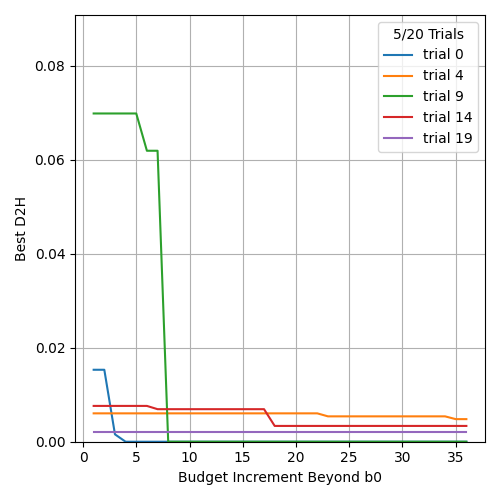 5/20 Trials
trial 0
trial 4
trial 9
trial 14
trial 19
0.08
0.06
0.04
0.02
0.00
Best D2H
0 5 10 15 20 25 30 35
Budget Increment Beyond b0